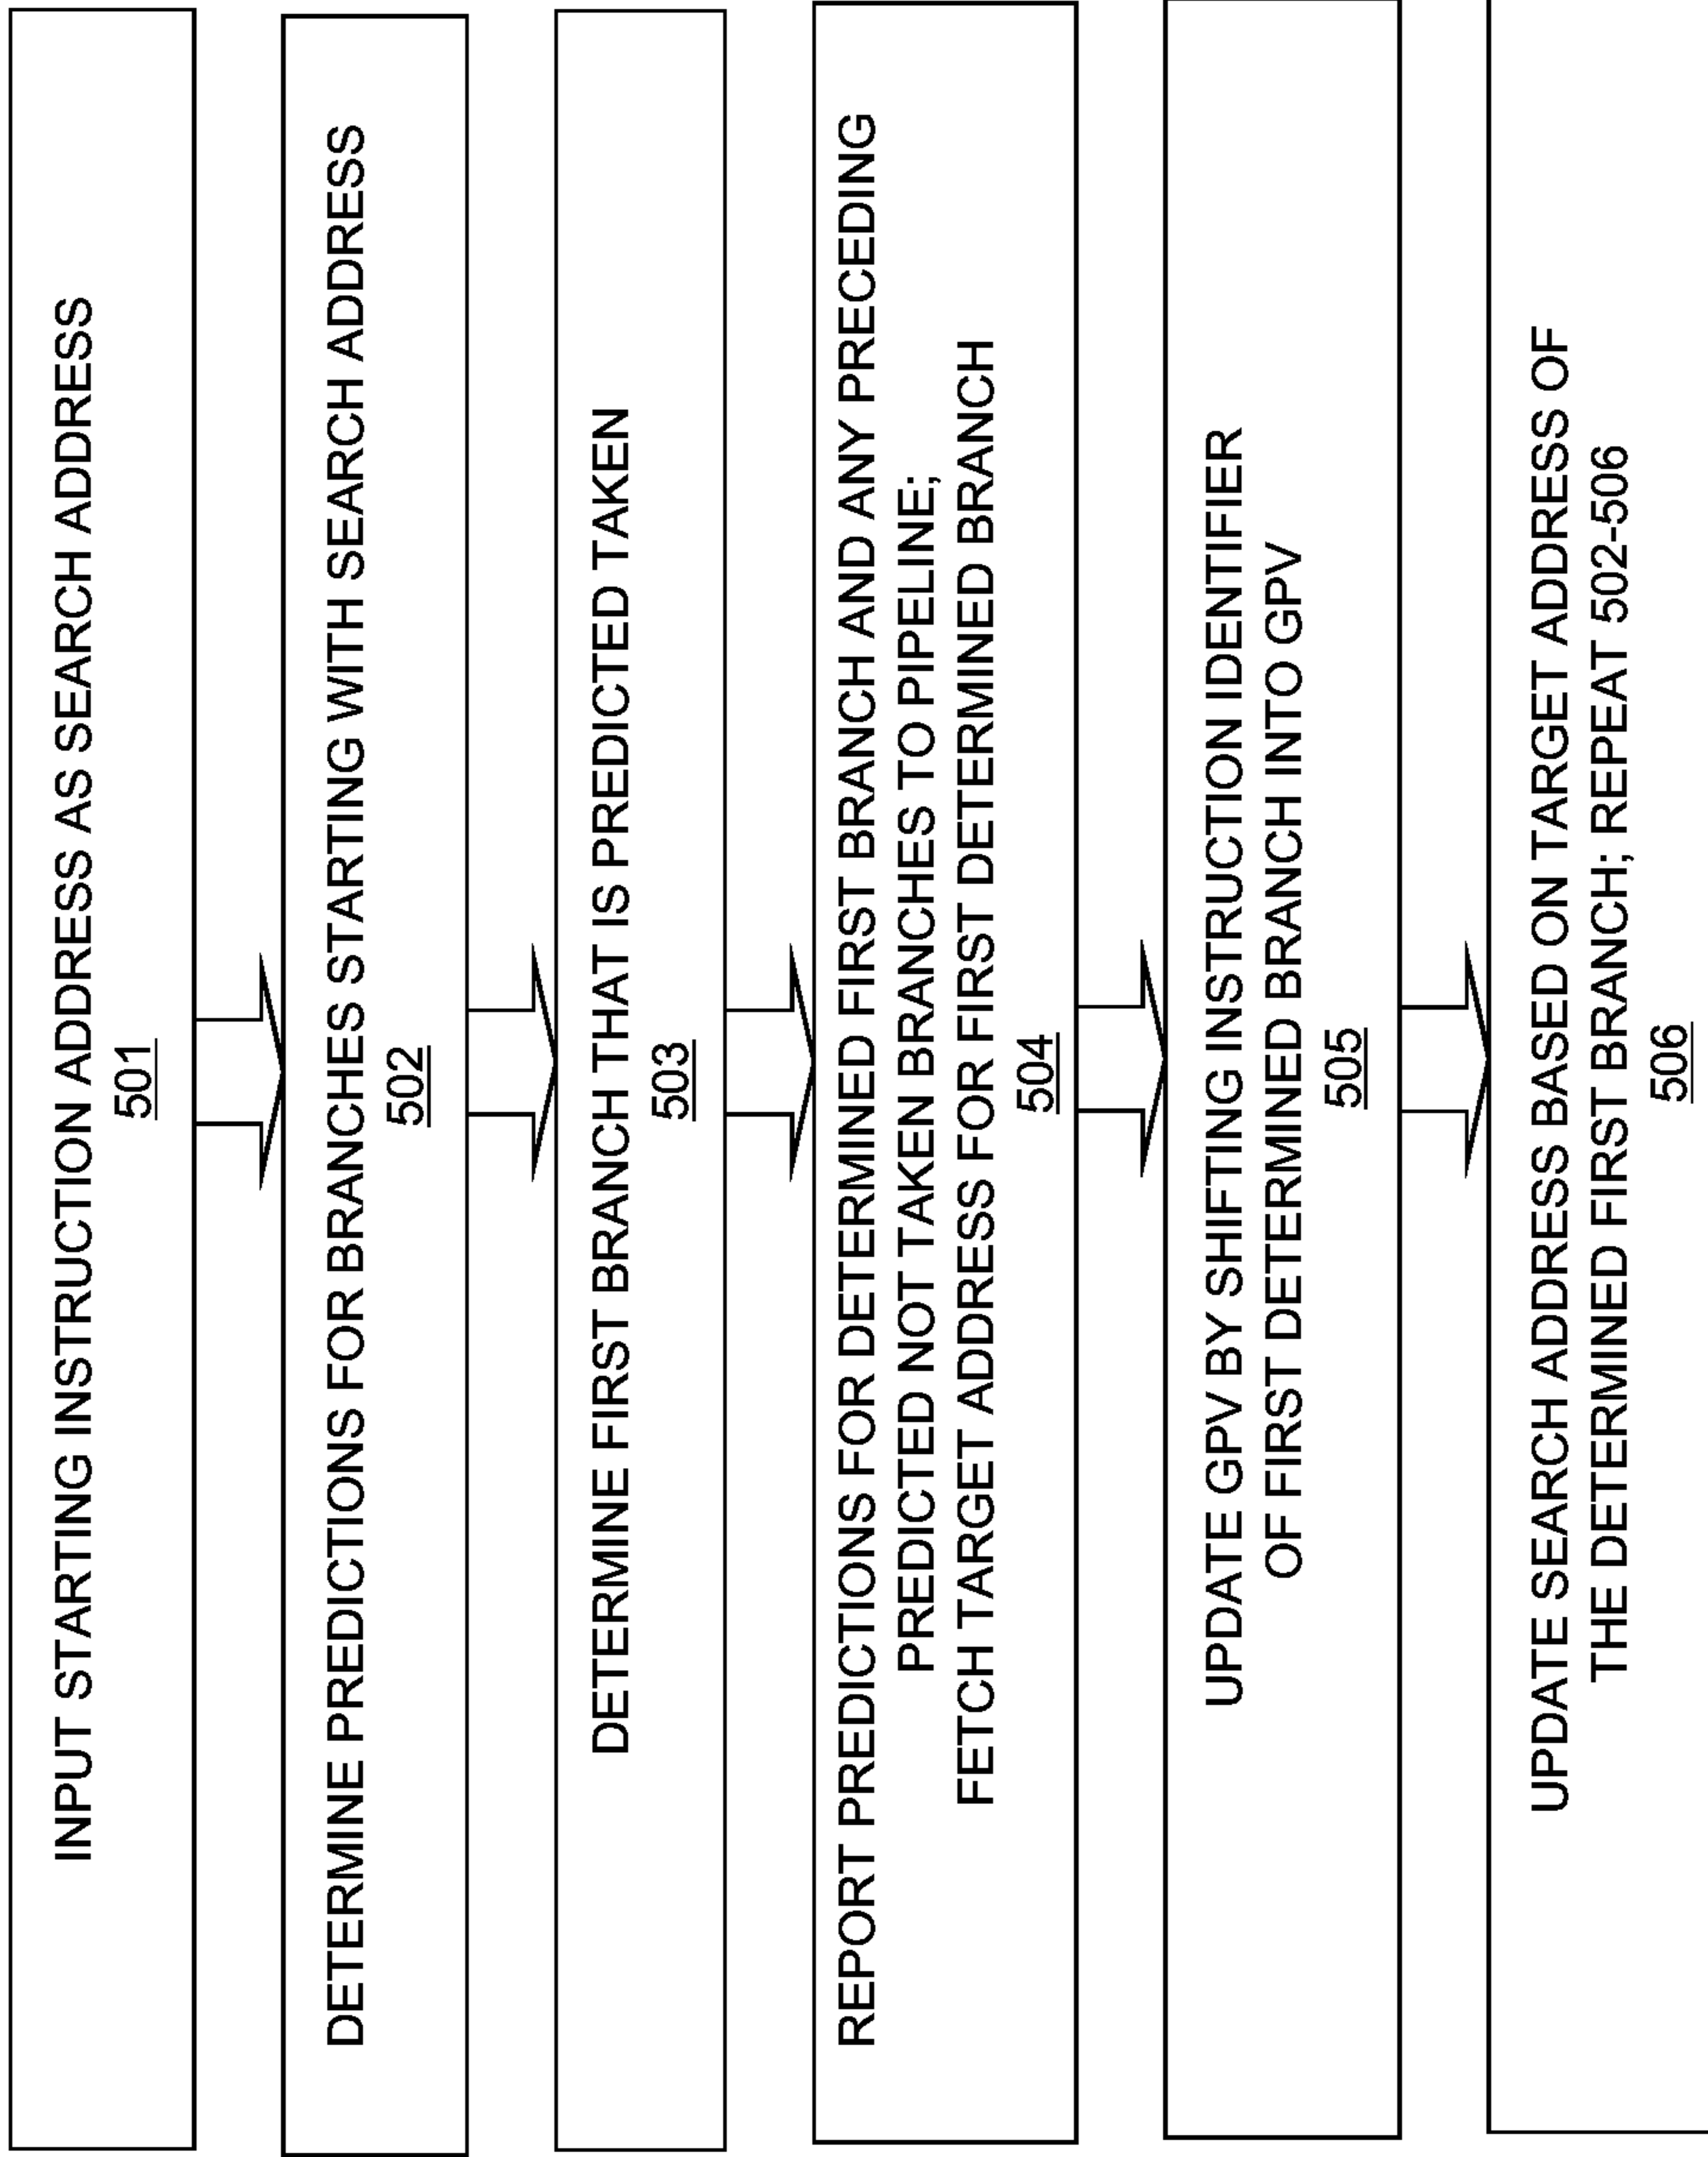 INPUT STARTING INSTRUCTION ADDRESS AS SEARCH ADDRESS
501
DETERMINE PREDICTIONS FOR BRANCHES STARTING WITH SEARCH ADDRESS
502
DETERMINE FIRST BRANCH THAT IS PREDICTED TAKEN
503
REPORT PREDICTIONS FOR DETERMINED FIRST BRANCH AND ANY PRECEDING
PREDICTED NOT TAKEN BRANCHES TO PIPELINE;
FETCH TARGET ADDRESS FOR FIRST DETERMINED BRANCH
504
UPDATE GPV BY SHIFTING INSTRUCTION IDENTIFIER
OF FIRST DETERMINED BRANCH INTO GPV
505
UPDATE SEARCH ADDRESS BASED ON TARGET ADDRESS OF
THE DETERMINED FIRST BRANCH; REPEAT 502-506
506